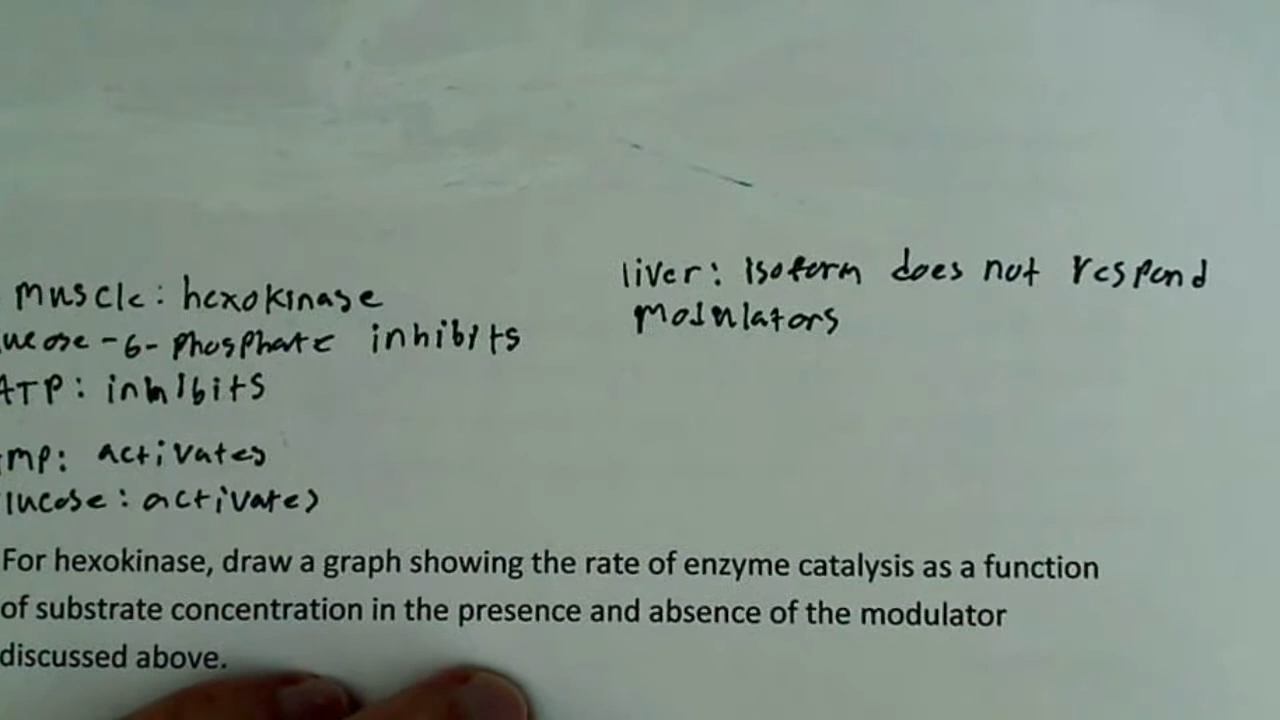 muscle: hexokinase
ucose-6-phosphate inhibits
ATP: inhibits
mp: activates
lucose: activates
liver: isoform does not respond
modulators
For hexokinase, draw a graph showing the rate of enzyme catalysis as a function
of substrate concentration in the presence and absence of the modulator
discussed above.